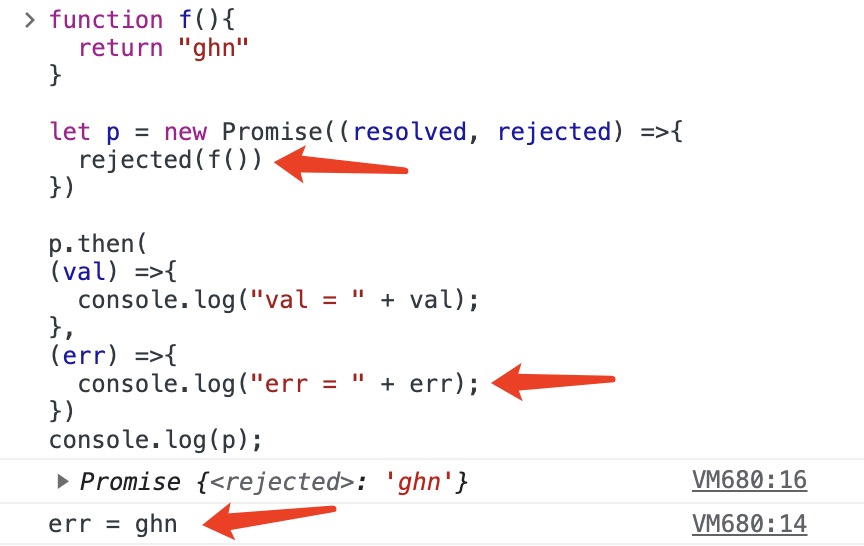 function f(){
return "ghn"
}
let p = new Promise((resolved, rejected) =>{
rejected(f())
})
p.then(
(val) =>{
console.log("val = " + val);
},
(err) =>{
console.log("err = " + err);
})
console.log(p);
Promise {<rejected>: 'ghn'} VM680:16
err = ghn VM680:14